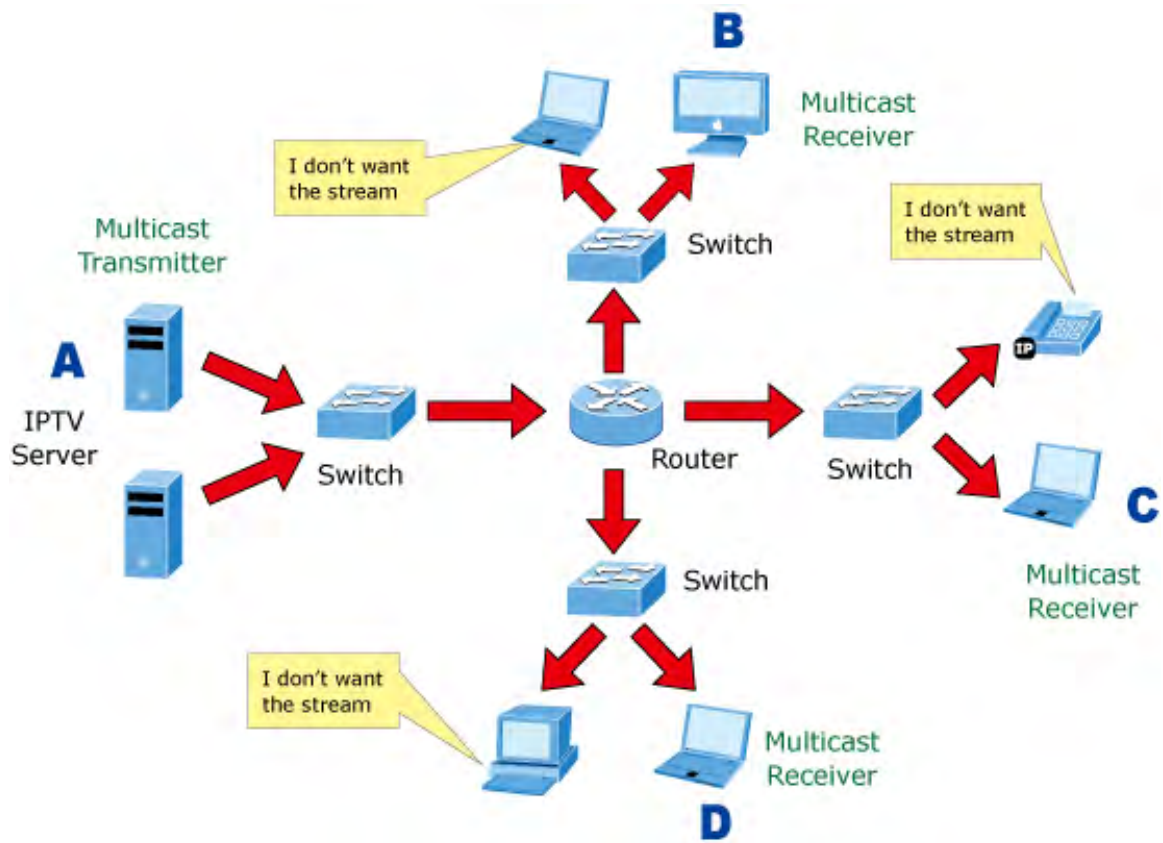 B
Multicast
Receiver
I don't want
the stream
Switch
I don't want
the stream
Multicast
Transmitter
A
IPTV
Server
Switch
Router
Switch
IP
C
Multicast
Receiver
Switch
I don't want
the stream
Multicast
Receiver
D